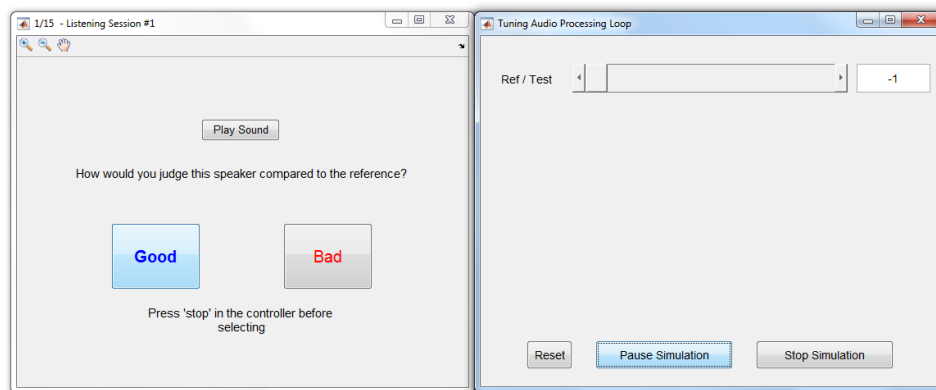 1/15 - Listening Session #1
Play Sound
How would you judge this speaker compared to the reference?
Good
Bad
Press 'stop' in the controller before
selecting
Tuning Audio Processing Loop
Ref / Test
-1
Reset
Pause Simulation
Stop Simulation